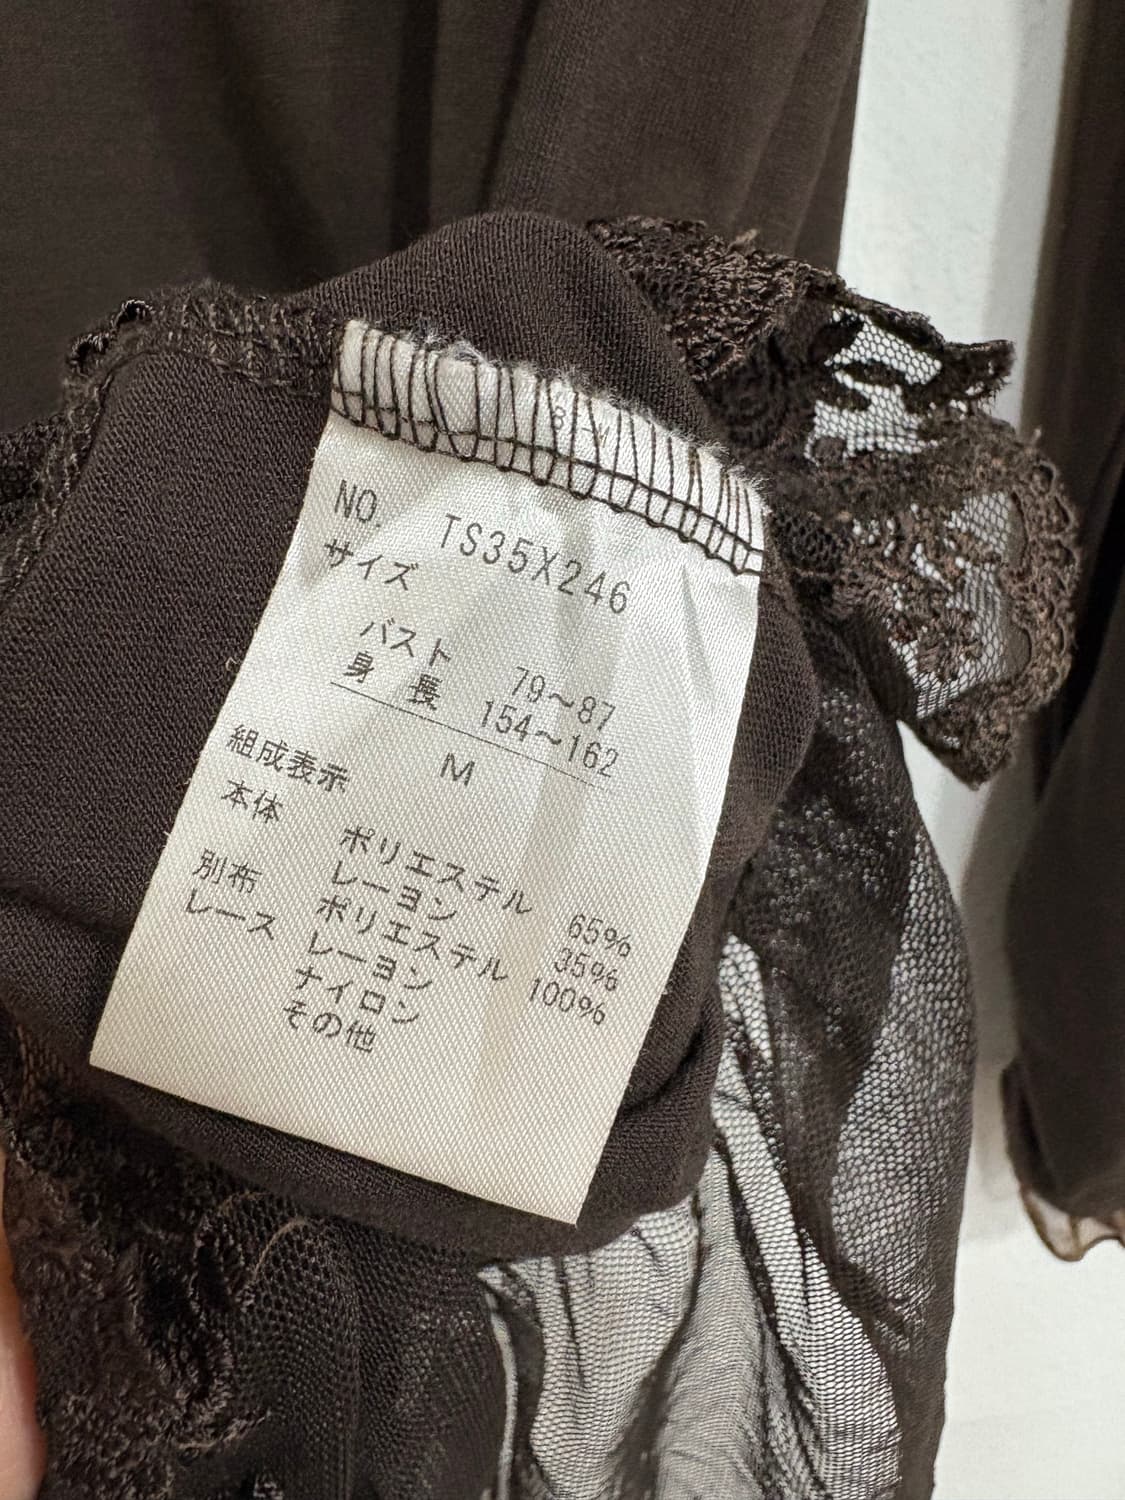 NO. TS35X246
サイズ
バスト 79〜87
身長 154〜162
M
組成表示
本体 ポリエステル 65%
レーヨン 35%
別布 ポリエステル 100%
レース レーヨン
ナイロン
その他